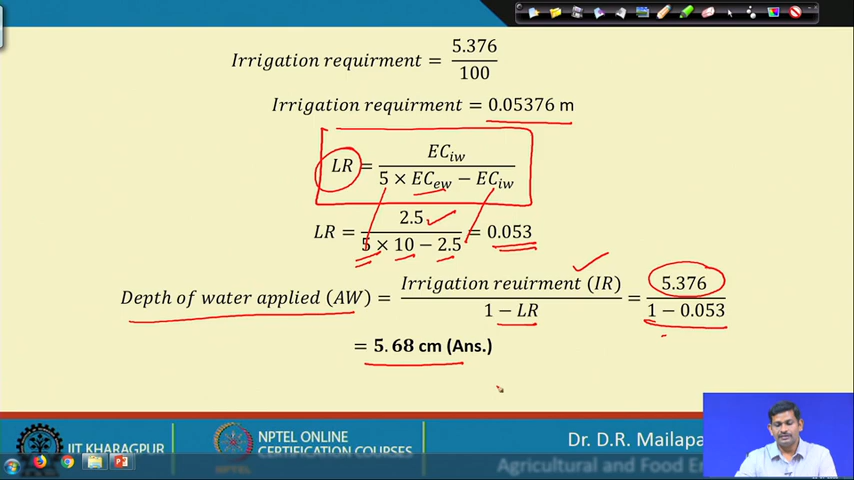 Irrigation requirment = 5.376 / 100
Irrigation requirment = 0.05376 m
LR = EC_iw / 5 × EC_ew − EC_iw
LR = 2.5 / 5 × 10 − 2.5 = 0.053
Depth of water applied (AW) = Irrigation reuirment (IR) / 1 − LR = 5.376 / 1 − 0.053
= 5.68 cm (Ans.)
IIT KHARAGPUR
NPTEL ONLINE
CERTIFICATION COURSES
Dr. D.R. Mailapa
Agricultural and Food E